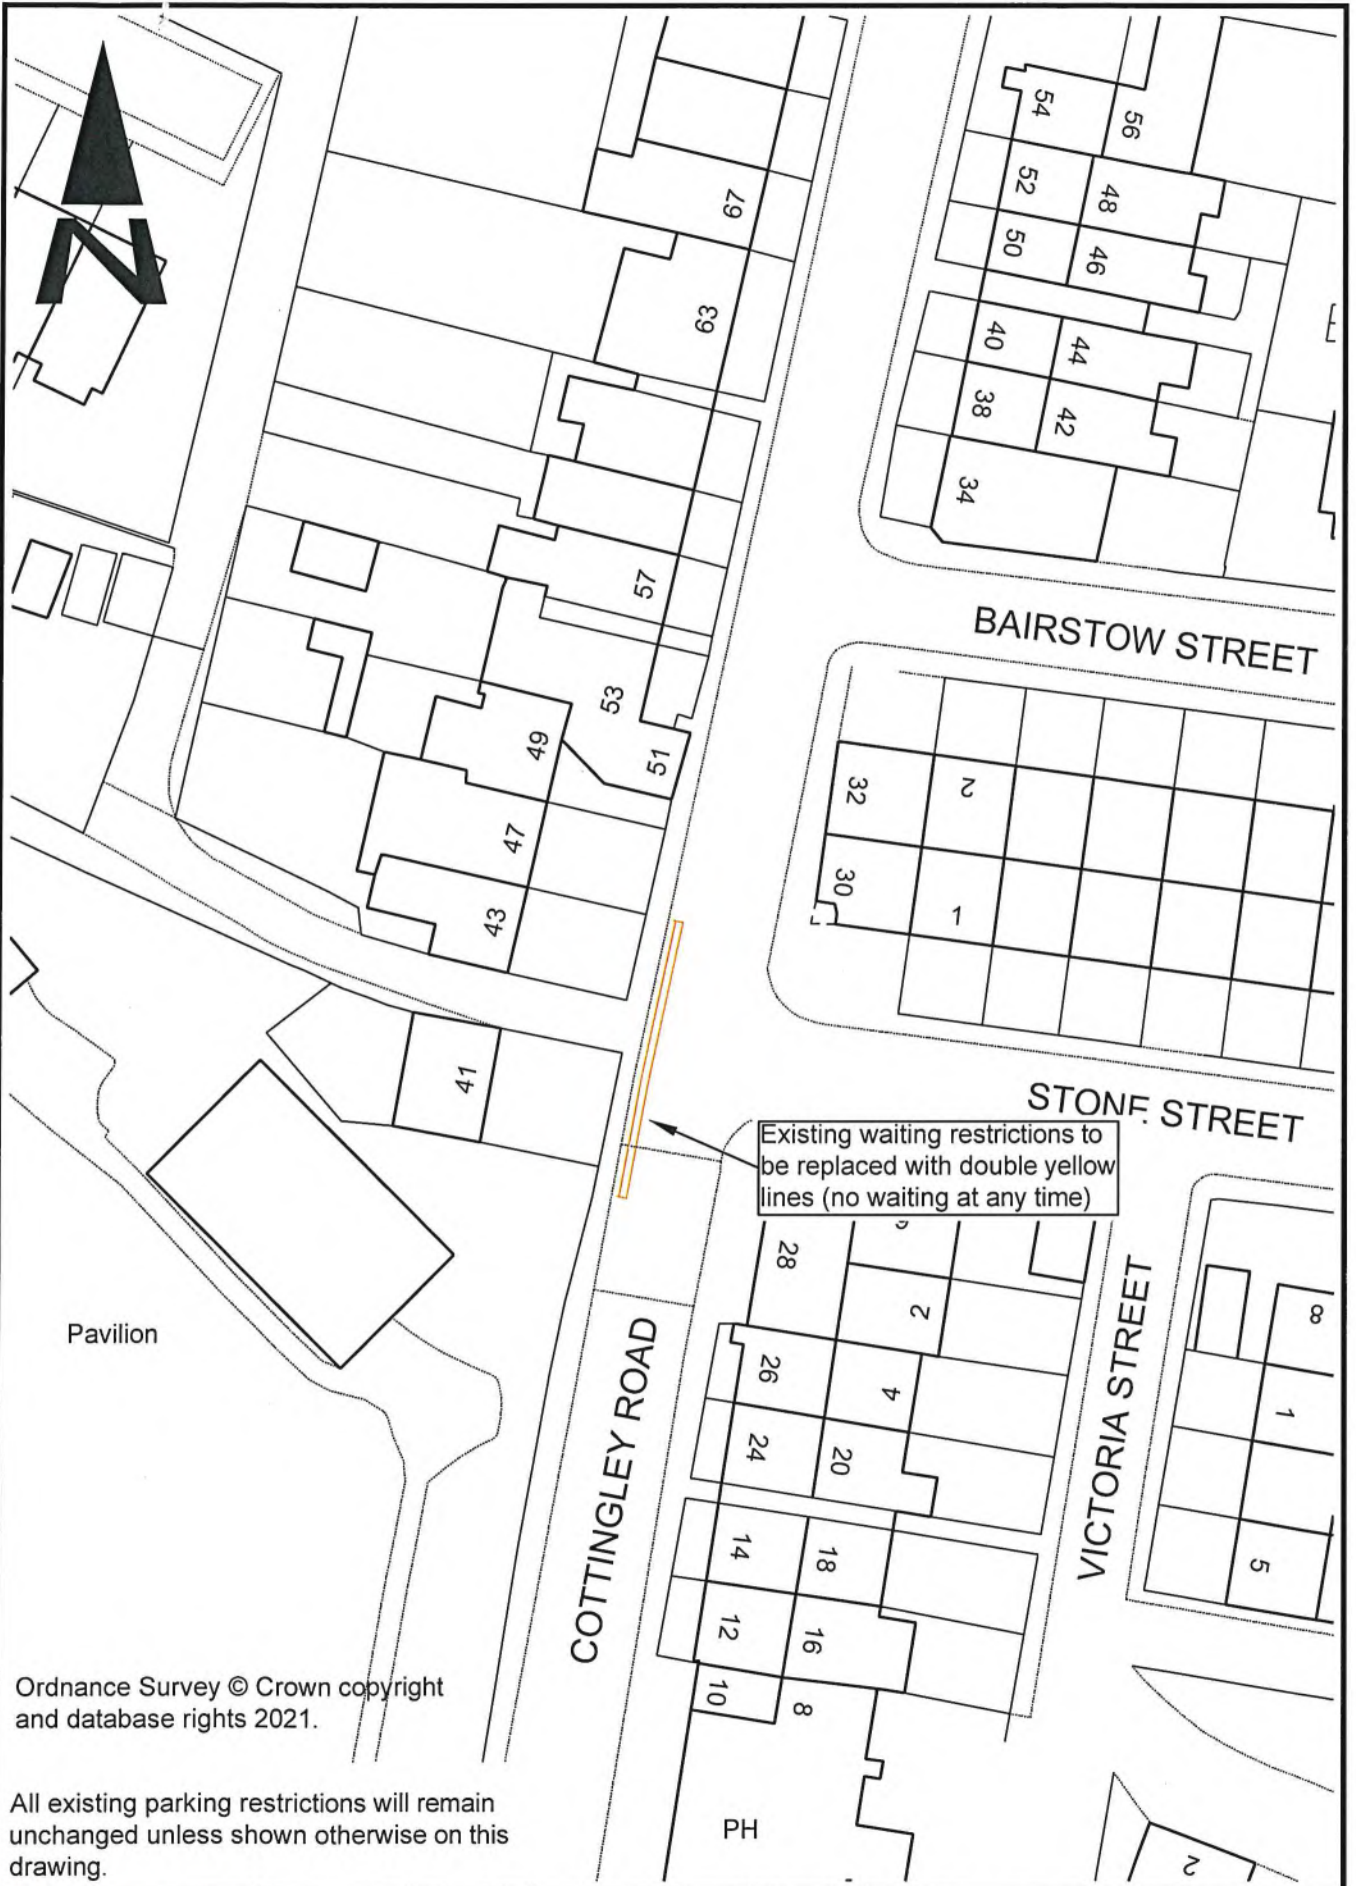 N
54
56
52
48
50
46
79
69
40
44
38
42
34
57
BAIRSTOW STREET
53
51
49
32
2
47
30
1
43
41
STONE STREET
Existing waiting restrictions to
be replaced with double yellow
lines (no waiting at any time)
28
2
8
VICTORIA STREET
Pavilion
COTTINGLEY ROAD
26
4
1
24
20
14
18
5
12
16
10
8
Ordnance Survey © Crown copyright
and database rights 2021.
All existing parking restrictions will remain
unchanged unless shown otherwise on this
drawing.
PH
2